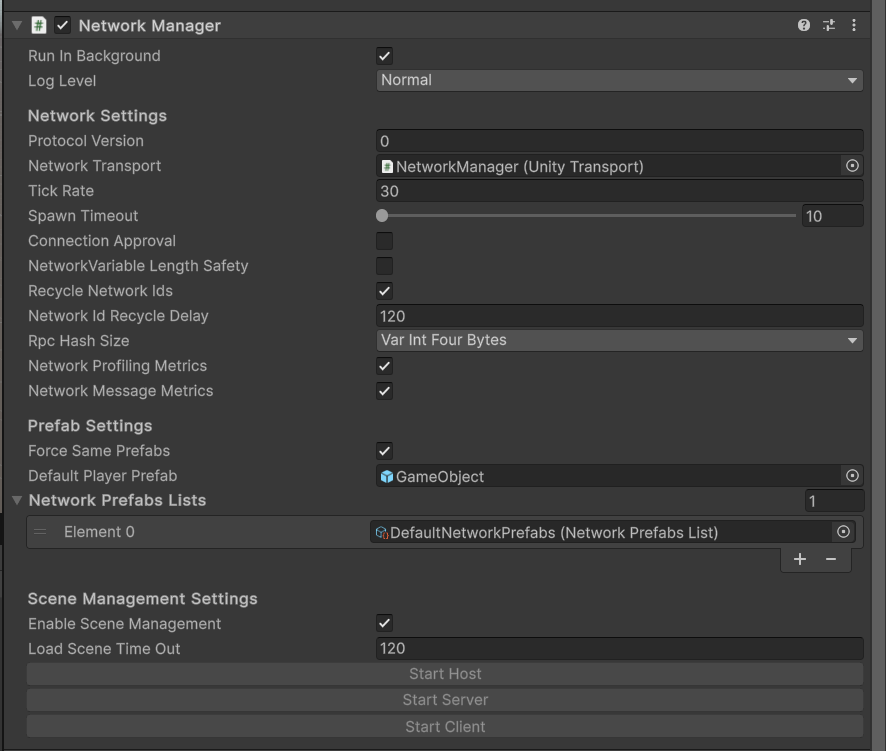 Network Manager
Run In Background
Log Level Normal
Network Settings
Protocol Version 0
Network Transport NetworkManager (Unity Transport)
Tick Rate 30
Spawn Timeout 10
Connection Approval
NetworkVariable Length Safety
Recycle Network Ids
Network Id Recycle Delay 120
Rpc Hash Size Var Int Four Bytes
Network Profiling Metrics
Network Message Metrics
Prefab Settings
Force Same Prefabs
Default Player Prefab GameObject
Network Prefabs Lists 1
Element 0 DefaultNetworkPrefabs (Network Prefabs List)
Scene Management Settings
Enable Scene Management
Load Scene Time Out 120
Start Host
Start Server
Start Client